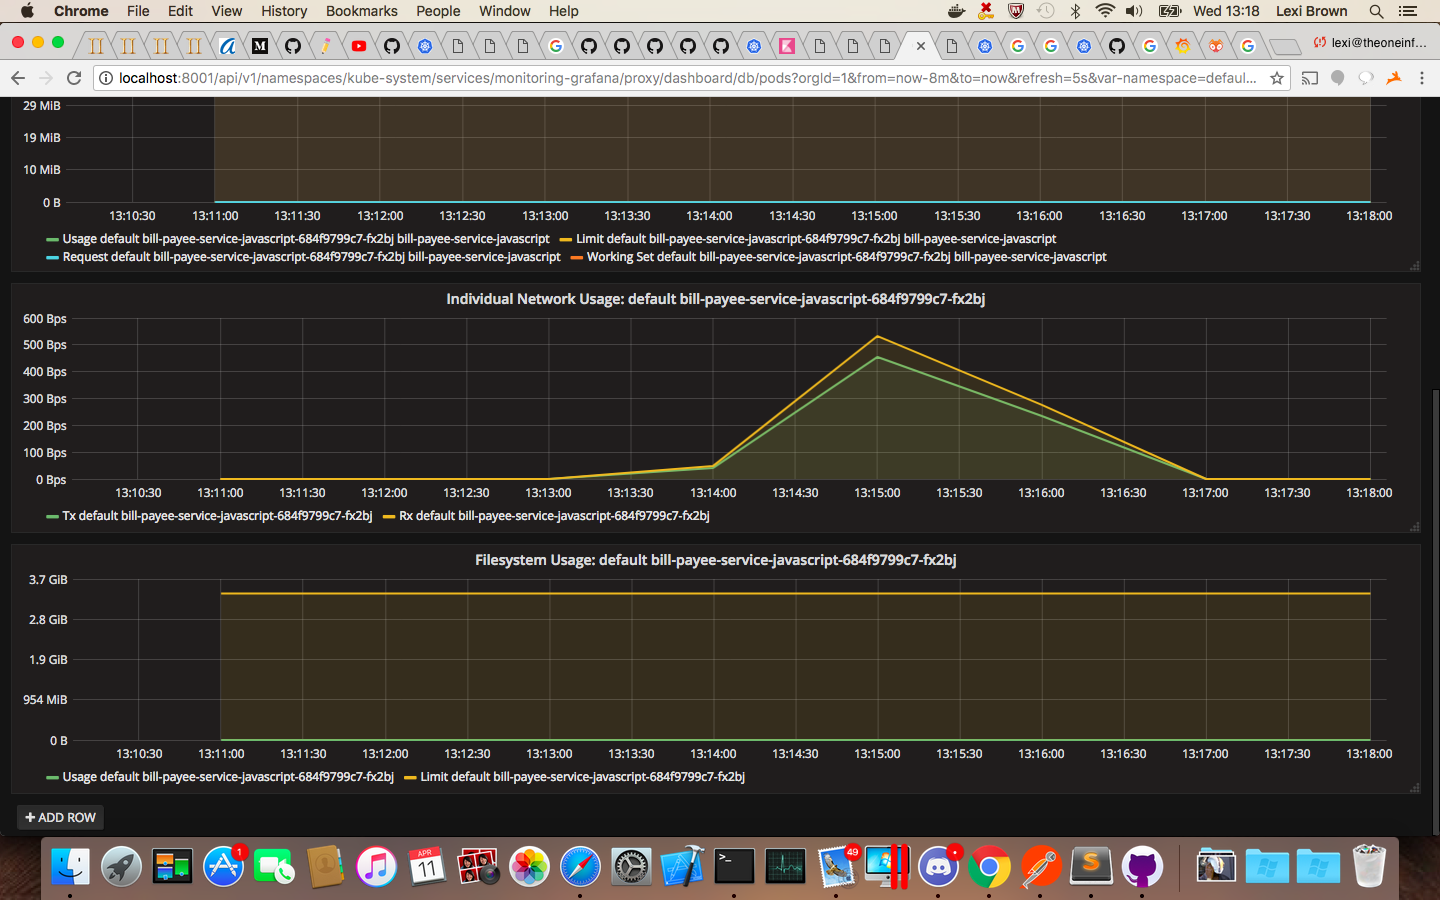 Chrome File Edit View History Bookmarks People Window Help Wed 13:18 Lexi Brown
lexi@theoneinf...
localhost:8001/api/v1/namespaces/kube-system/services/monitoring-grafana/proxy/dashboard/db/pods?orgId=1&from=now-8m&to=now&refresh=5s&var-namespace=defaul...
29 MiB
19 MiB
10 MiB
0 B
13:10:30 13:11:00 13:11:30 13:12:00 13:12:30 13:13:00 13:13:30 13:14:00 13:14:30 13:15:00 13:15:30 13:16:00 13:16:30 13:17:00 13:17:30 13:18:00
Usage default bill-payee-service-javascript-684f9799c7-fx2bj bill-payee-service-javascript Limit default bill-payee-service-javascript-684f9799c7-fx2bj bill-payee-service-javascript
Request default bill-payee-service-javascript-684f9799c7-fx2bj bill-payee-service-javascript Working Set default bill-payee-service-javascript-684f9799c7-fx2bj bill-payee-service-javascript
Individual Network Usage: default bill-payee-service-javascript-684f9799c7-fx2bj
600 Bps
500 Bps
400 Bps
300 Bps
200 Bps
100 Bps
0 Bps
13:10:30 13:11:00 13:11:30 13:12:00 13:12:30 13:13:00 13:13:30 13:14:00 13:14:30 13:15:00 13:15:30 13:16:00 13:16:30 13:17:00 13:17:30 13:18:00
Tx default bill-payee-service-javascript-684f9799c7-fx2bj Rx default bill-payee-service-javascript-684f9799c7-fx2bj
Filesystem Usage: default bill-payee-service-javascript-684f9799c7-fx2bj
3.7 GiB
2.8 GiB
1.9 GiB
954 MiB
0 B
13:10:30 13:11:00 13:11:30 13:12:00 13:12:30 13:13:00 13:13:30 13:14:00 13:14:30 13:15:00 13:15:30 13:16:00 13:16:30 13:17:00 13:17:30 13:18:00
Usage default bill-payee-service-javascript-684f9799c7-fx2bj Limit default bill-payee-service-javascript-684f9799c7-fx2bj
+ ADD ROW
1
APR
11
49